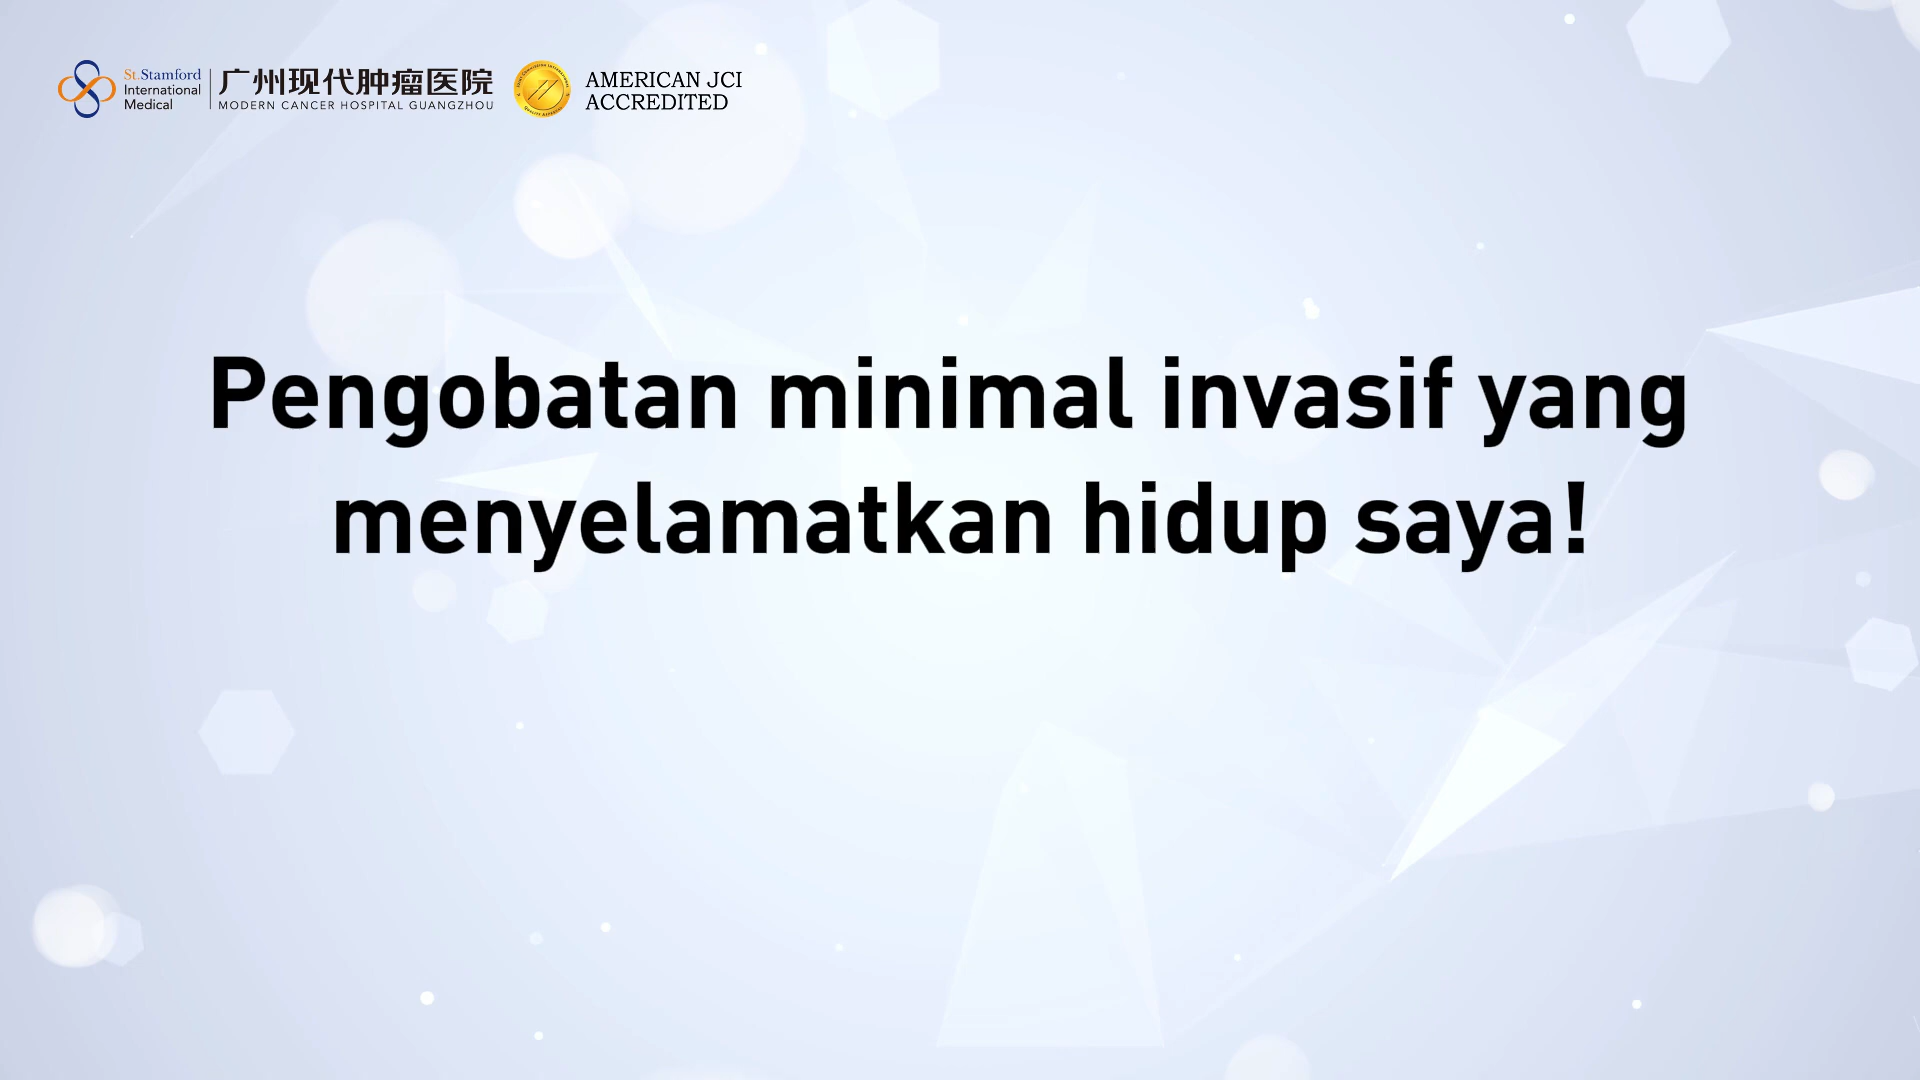 St.Stamford
International
Medical
广州现代肿瘤医院
MODERN CANCER HOSPITAL GUANGZHOU
AMERICAN JCI
ACCREDITED
Pengobatan minimal invasif yang
menyelamatkan hidup saya!